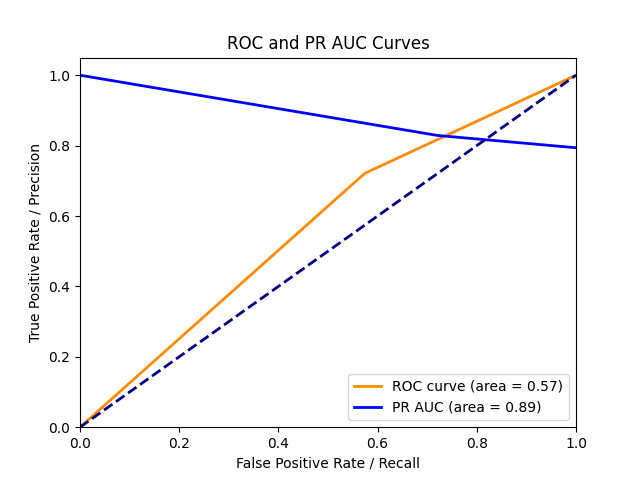 ROC and PR AUC Curves
True Positive Rate / Precision
1.0
0.8
0.6
0.4
0.2
0.0
ROC curve (area = 0.57)
PR AUC (area = 0.89)
0.0 0.2 0.4 0.6 0.8 1.0
False Positive Rate / Recall